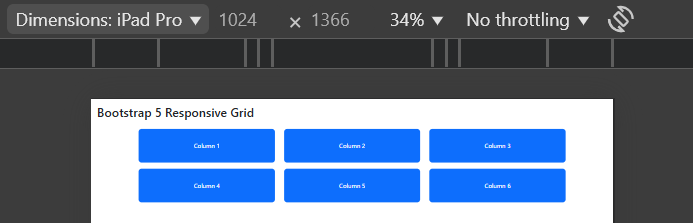 Dimensions: iPad Pro ▼ 1024 × 1366 34% ▼ No throttling ▼
Bootstrap 5 Responsive Grid
Column 1 Column 2 Column 3
Column 4 Column 5 Column 6